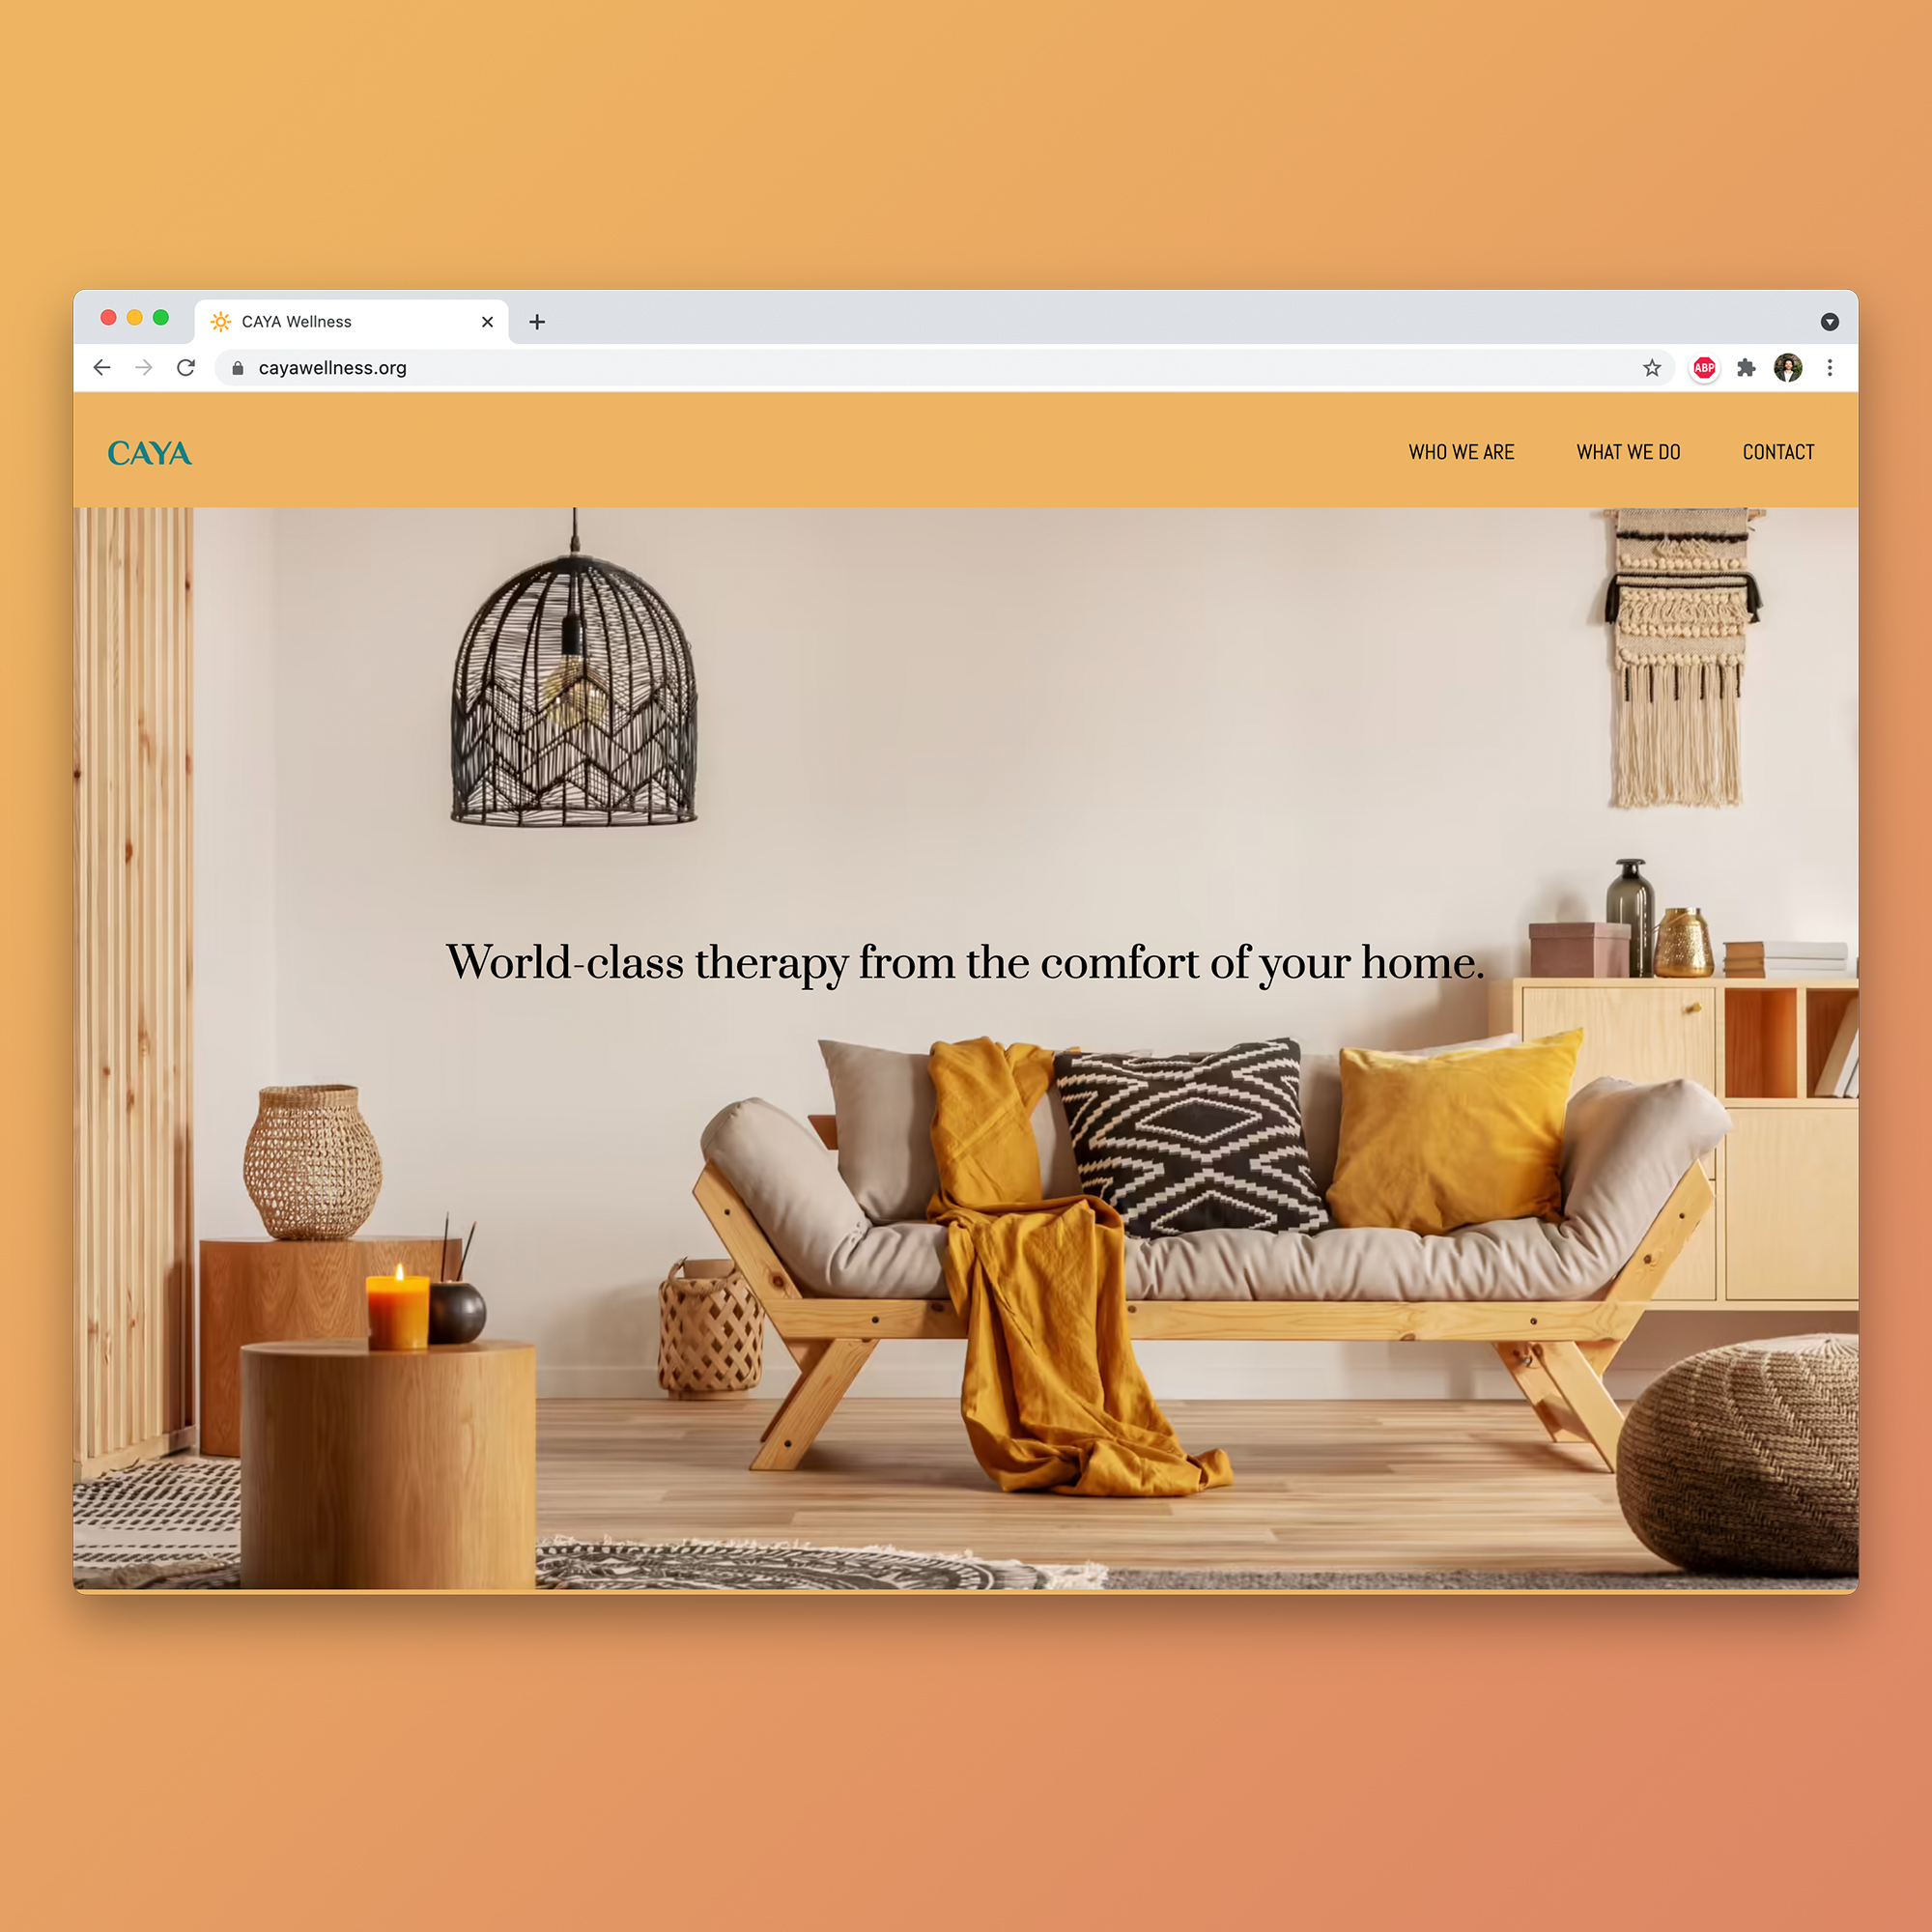 CAYA Wellness
cayawellness.org
ABP
CAYA
WHO WE ARE
WHAT WE DO
CONTACT
World-class therapy from the comfort of your home.